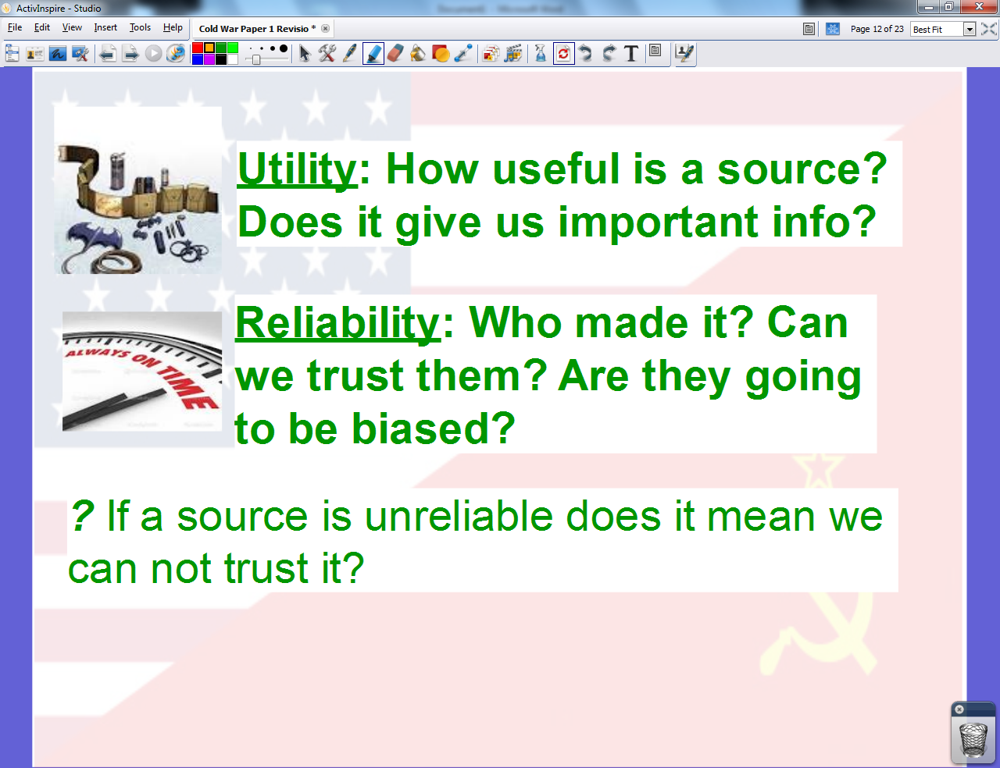 ActivInspire - Studio
File Edit View Insert Tools Help
Cold War Paper 1 Revisio *
Page 12 of 23
Best Fit
Utility: How useful is a source?
Does it give us important info?
ALWAYS ON TIME
Reliability: Who made it? Can
we trust them? Are they going
to be biased?
? If a source is unreliable does it mean we
can not trust it?